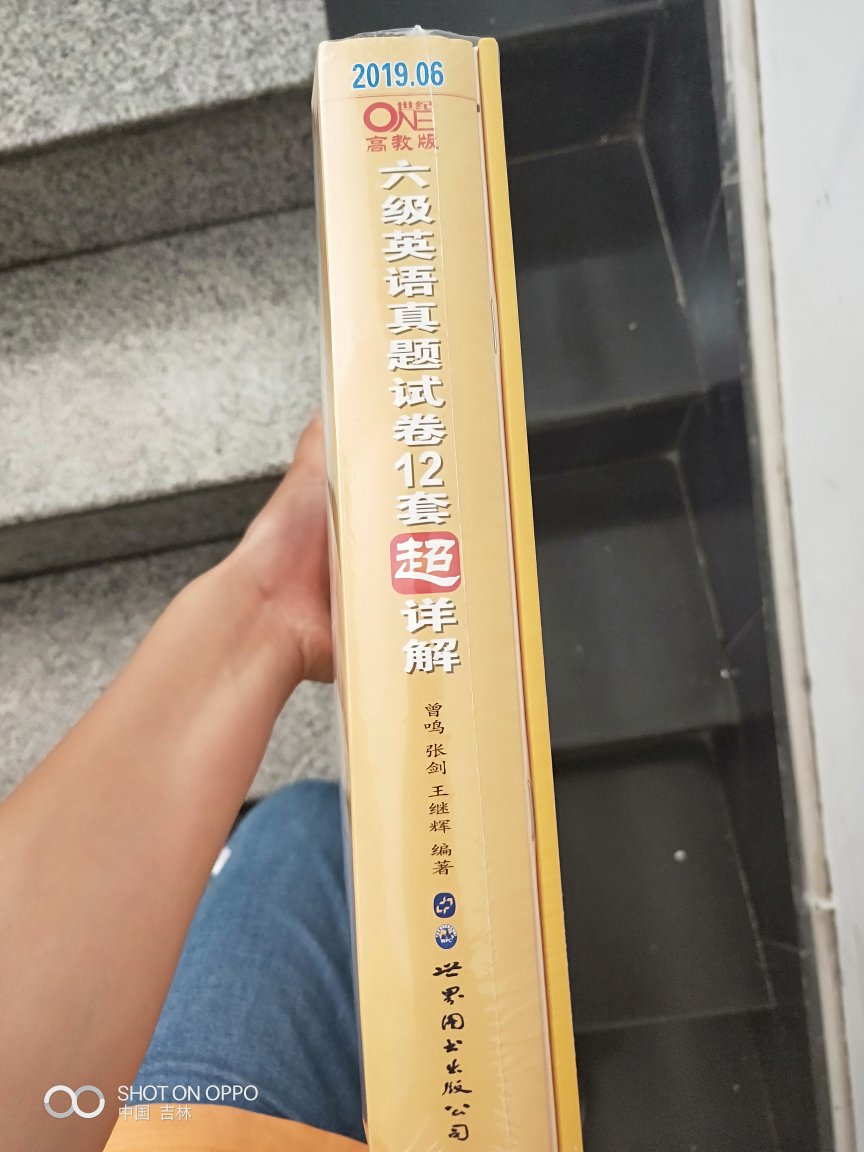 2019.06
世纪
ONE
高教版
六级英语真题试卷12套超详解
曾鸣 张剑 王继辉 编著
世界图书出版公司
SHOT ON OPPO
中国 吉林